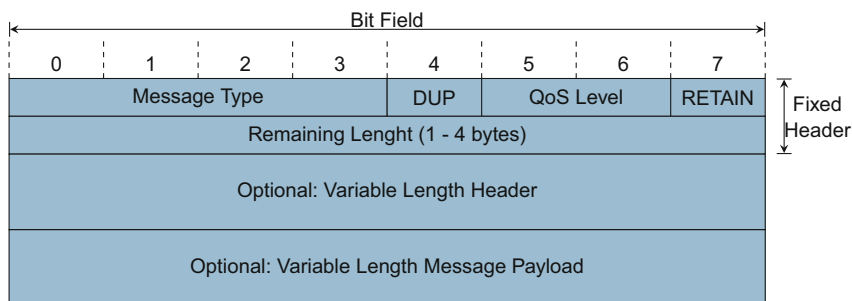 Bit Field
0 1 2 3 4 5 6 7
Message Type DUP QoS Level RETAIN
Fixed
Header
Remaining Lenght (1 - 4 bytes)
Optional: Variable Length Header
Optional: Variable Length Message Payload